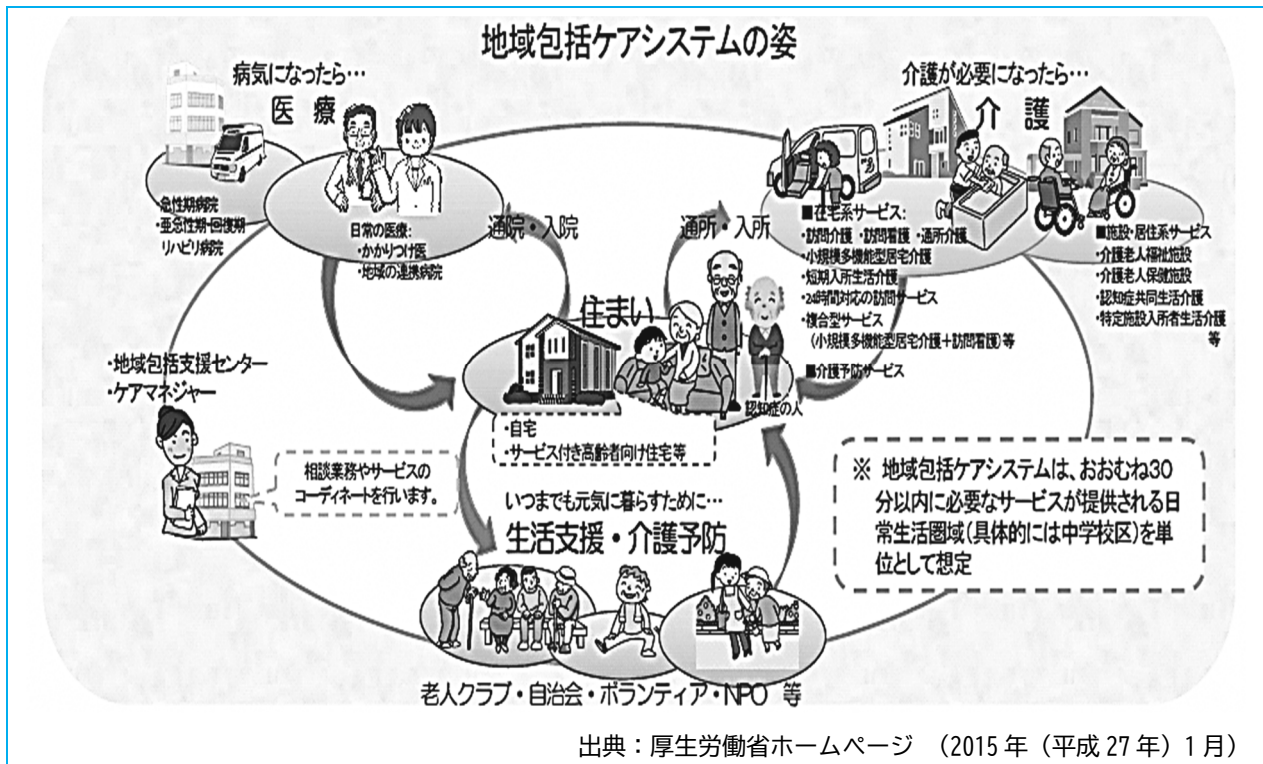 地域包括ケアシステムの姿
病気になったら…
医療
急性期病院
・亜急性期・回復期
リハビリ病院
日常の医療:
・かかりつけ医
・地域の連携病院
通院・入院
通所・入所
介護が必要になったら…
介護
■在宅系サービス:
・訪問介護 ・訪問看護 ・通所介護
・小規模多機能型居宅介護
・短期入所生活介護
・24時間対応の訪問サービス
・複合型サービス
(小規模多機能型居宅介護+訪問看護)等
■介護予防サービス
■施設・居住系サービス
・介護老人福祉施設
・介護老人保健施設
・認知症共同生活介護
・特定施設入所者生活介護
等
住まい
認知症の人
・自宅
・サービス付き高齢者向け住宅等
・地域包括支援センター
・ケアマネジャー
相談業務やサービスの
コーディネートを行います。
いつまでも元気に暮らすために…
生活支援・介護予防
老人クラブ・自治会・ボランティア・NPO 等
※ 地域包括ケアシステムは、おおむね30
分以内に必要なサービスが提供される日
常生活圏域(具体的には中学校区)を単
位として想定
出典:厚生労働省ホームページ (2015年(平成27年)1月)